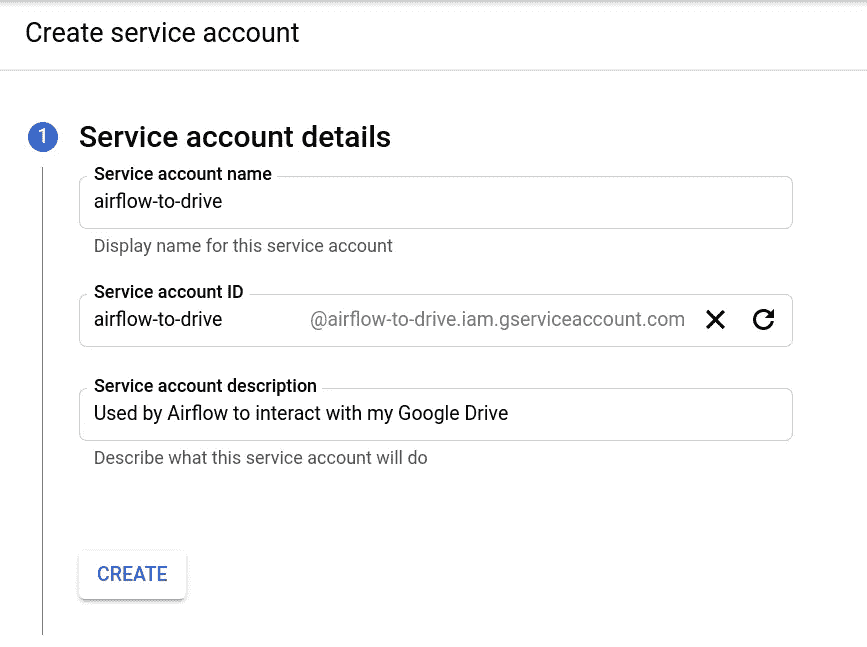 Create service account
1 Service account details
Service account name
airflow-to-drive
Display name for this service account
Service account ID
airflow-to-drive @airflow-to-drive.iam.gserviceaccount.com
Service account description
Used by Airflow to interact with my Google Drive
Describe what this service account will do
CREATE